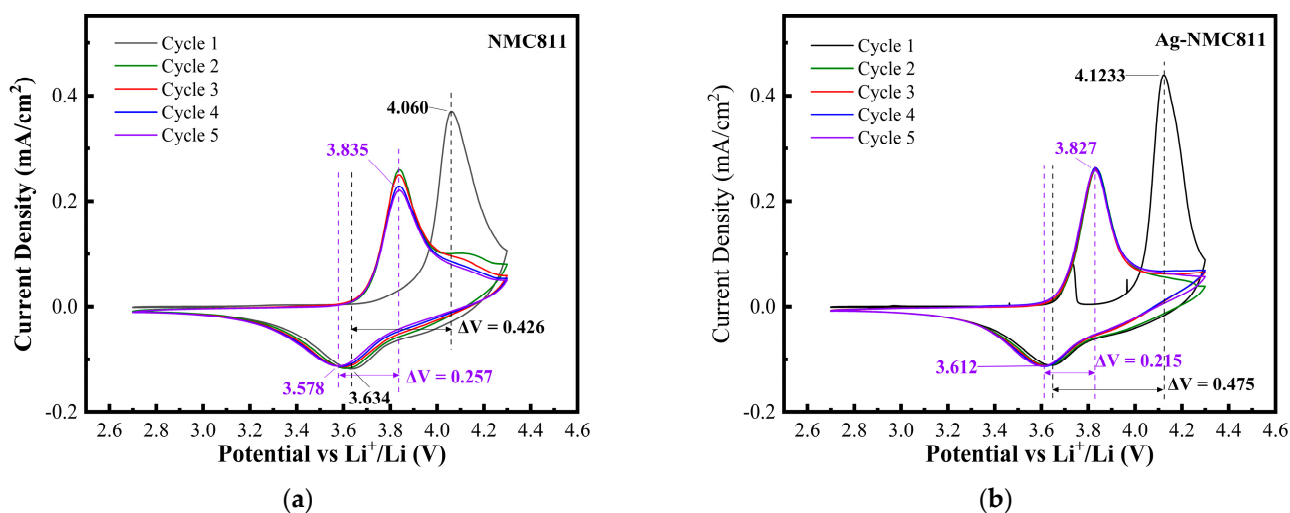 NMC811
Cycle 1
Cycle 2
Cycle 3
Cycle 4
Cycle 5
4.060
3.835
ΔV = 0.426
ΔV = 0.257
3.578
3.634
0.4
0.2
0.0
-0.2
2.6 2.8 3.0 3.2 3.4 3.6 3.8 4.0 4.2 4.4 4.6
Current Density (mA/cm²)
Potential vs Li⁺/Li (V)
(a)
Ag-NMC811
Cycle 1
Cycle 2
Cycle 3
Cycle 4
Cycle 5
4.1233
3.827
3.612
ΔV = 0.215
ΔV = 0.475
0.4
0.2
0.0
-0.2
2.6 2.8 3.0 3.2 3.4 3.6 3.8 4.0 4.2 4.4 4.6
Current Density (mA/cm²)
Potential vs Li⁺/Li (V)
(b)